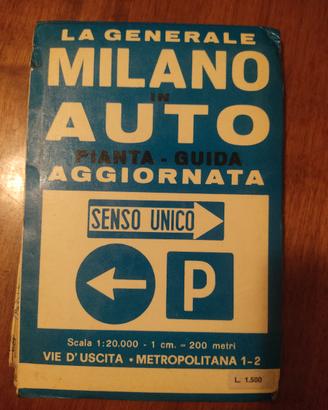 LA GENERALE
MILANO
IN
AUTO
PIANTA - GUIDA
AGGIORNATA
SENSO UNICO
P
Scala 1:20.000 - 1 cm. = 200 metri
VIE D'USCITA • METROPOLITANA 1-2
L. 1.500